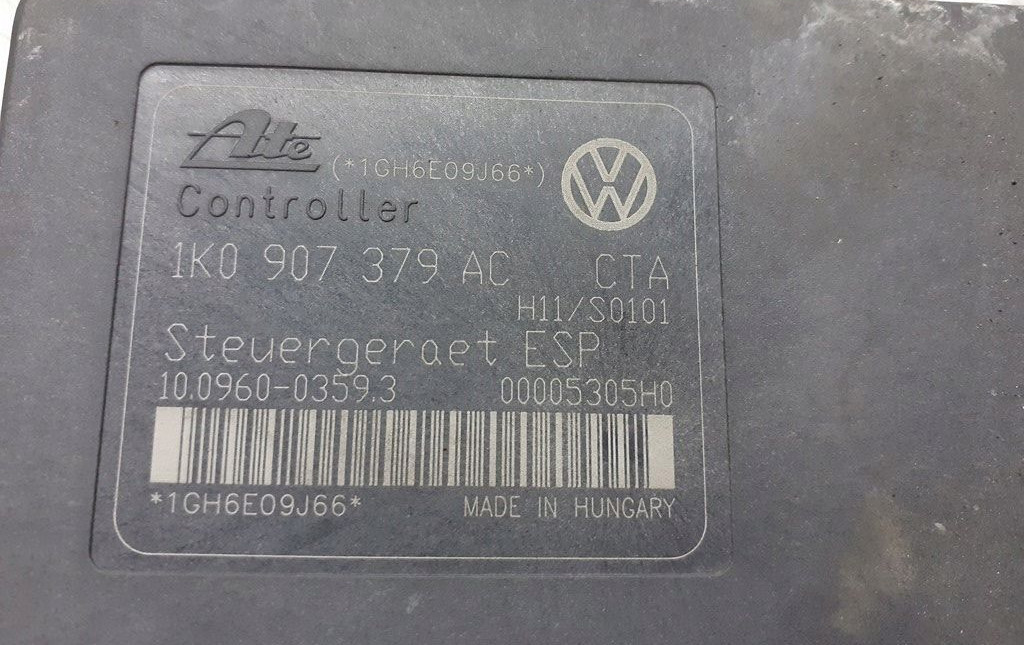 Ate (*1GH6E09J66*)
Controller
1K0 907 379 AC CTA
H11/S0101
Steuergeraet ESP
10.0960-0359.3 00005305H0
*1GH6E09J66* MADE IN HUNGARY